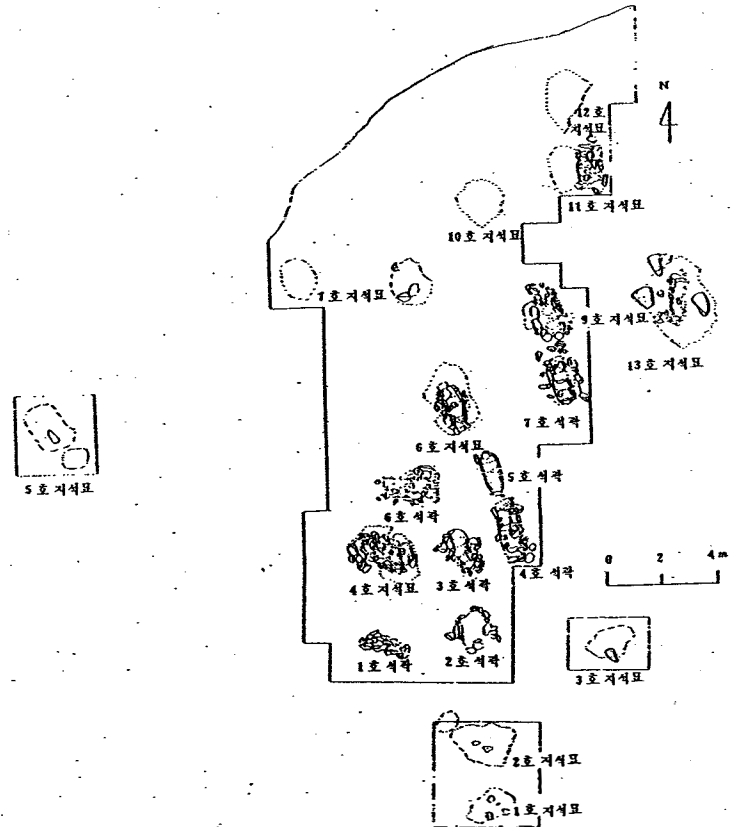 N
12호
지석묘
11호 지석묘
10호 지석묘
7호 지석묘
9호 지석묘
13호 지석묘
7호 석곽
6호 지석묘
5호 지석묘
5호 석곽
6호 석곽
0 2 4m
4호 지석묘
3호 석곽
4호 석곽
1호 석곽
2호 석곽
3호 지석묘
2호 지석묘
1호 지석묘